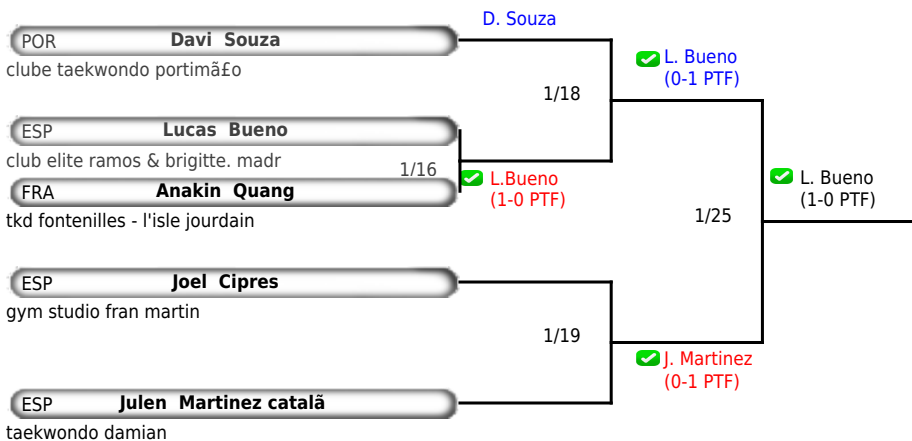 D. Souza
POR Davi Souza
clube taekwondo portimã£o
L. Bueno
(0-1 PTF)
1/18
ESP Lucas Bueno
club elite ramos & brigitte. madr
1/16
FRA Anakin Quang
tkd fontenilles - l'isle jourdain
L.Bueno
(1-0 PTF)
L. Bueno
(1-0 PTF)
1/25
ESP Joel Cipres
gym studio fran martin
1/19
J. Martinez
(0-1 PTF)
ESP Julen Martinez catalã
taekwondo damian